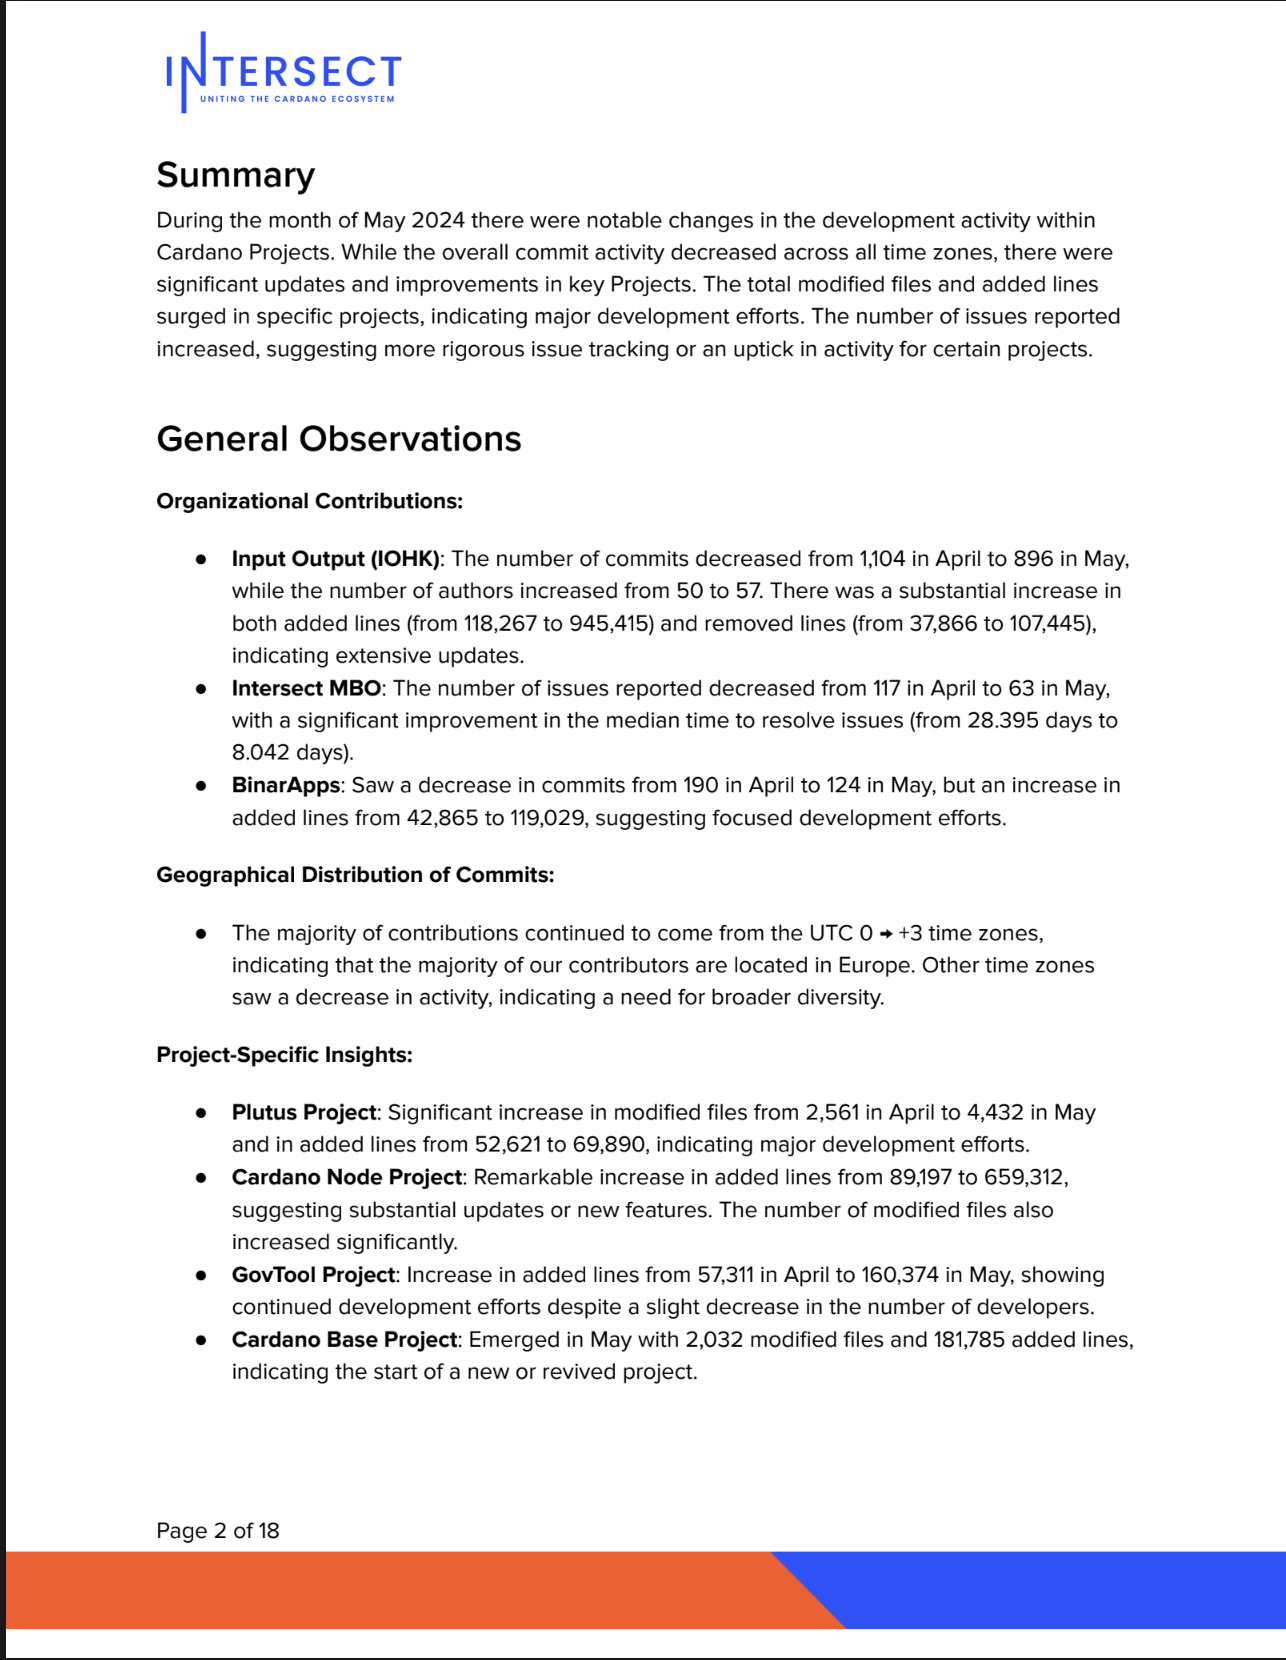 INTERSECT
UNITING THE CARDANO ECOSYSTEM
Summary
During the month of May 2024 there were notable changes in the development activity within
Cardano Projects. While the overall commit activity decreased across all time zones, there were
significant updates and improvements in key Projects. The total modified files and added lines
surged in specific projects, indicating major development efforts. The number of issues reported
increased, suggesting more rigorous issue tracking or an uptick in activity for certain projects.
General Observations
Organizational Contributions:
● Input Output (IOHK): The number of commits decreased from 1,104 in April to 896 in May,
while the number of authors increased from 50 to 57. There was a substantial increase in
both added lines (from 118,267 to 945,415) and removed lines (from 37,866 to 107,445),
indicating extensive updates.
● Intersect MBO: The number of issues reported decreased from 117 in April to 63 in May,
with a significant improvement in the median time to resolve issues (from 28.395 days to
8.042 days).
● BinarApps: Saw a decrease in commits from 190 in April to 124 in May, but an increase in
added lines from 42,865 to 119,029, suggesting focused development efforts.
Geographical Distribution of Commits:
● The majority of contributions continued to come from the UTC 0 → +3 time zones,
indicating that the majority of our contributors are located in Europe. Other time zones
saw a decrease in activity, indicating a need for broader diversity.
Project-Specific Insights:
● Plutus Project: Significant increase in modified files from 2,561 in April to 4,432 in May
and in added lines from 52,621 to 69,890, indicating major development efforts.
● Cardano Node Project: Remarkable increase in added lines from 89,197 to 659,312,
suggesting substantial updates or new features. The number of modified files also
increased significantly.
● GovTool Project: Increase in added lines from 57,311 in April to 160,374 in May, showing
continued development efforts despite a slight decrease in the number of developers.
● Cardano Base Project: Emerged in May with 2,032 modified files and 181,785 added lines,
indicating the start of a new or revived project.
Page 2 of 18